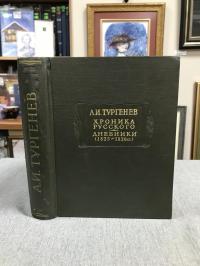 А.И.ТУРГЕНЕВ
А.И.ТУРГЕНЕВ
ХРОНИКА
РУССКОГО
ДНЕВНИКИ
(1825–1826гг.)